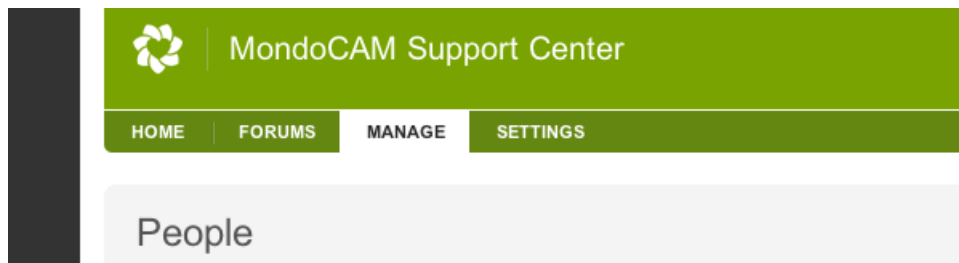 MondoCAM Support Center
HOME FORUMS MANAGE SETTINGS
People